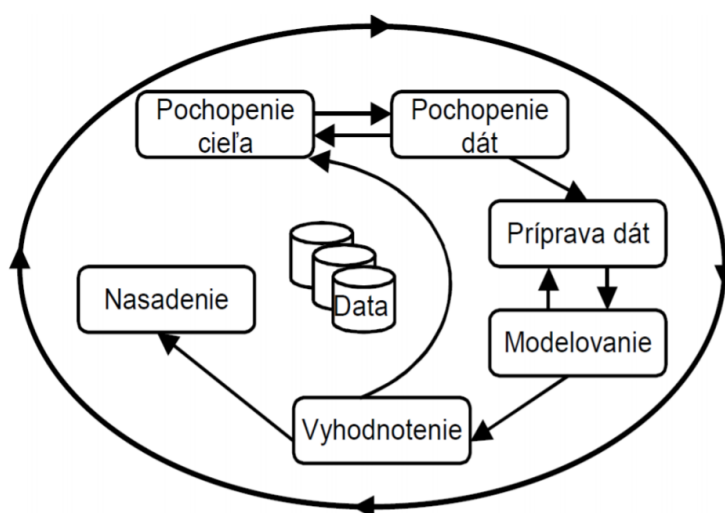 Pochopenie
cieľa
Pochopenie
dát
Príprava dát
Nasadenie
Data
Modelovanie
Vyhodnotenie